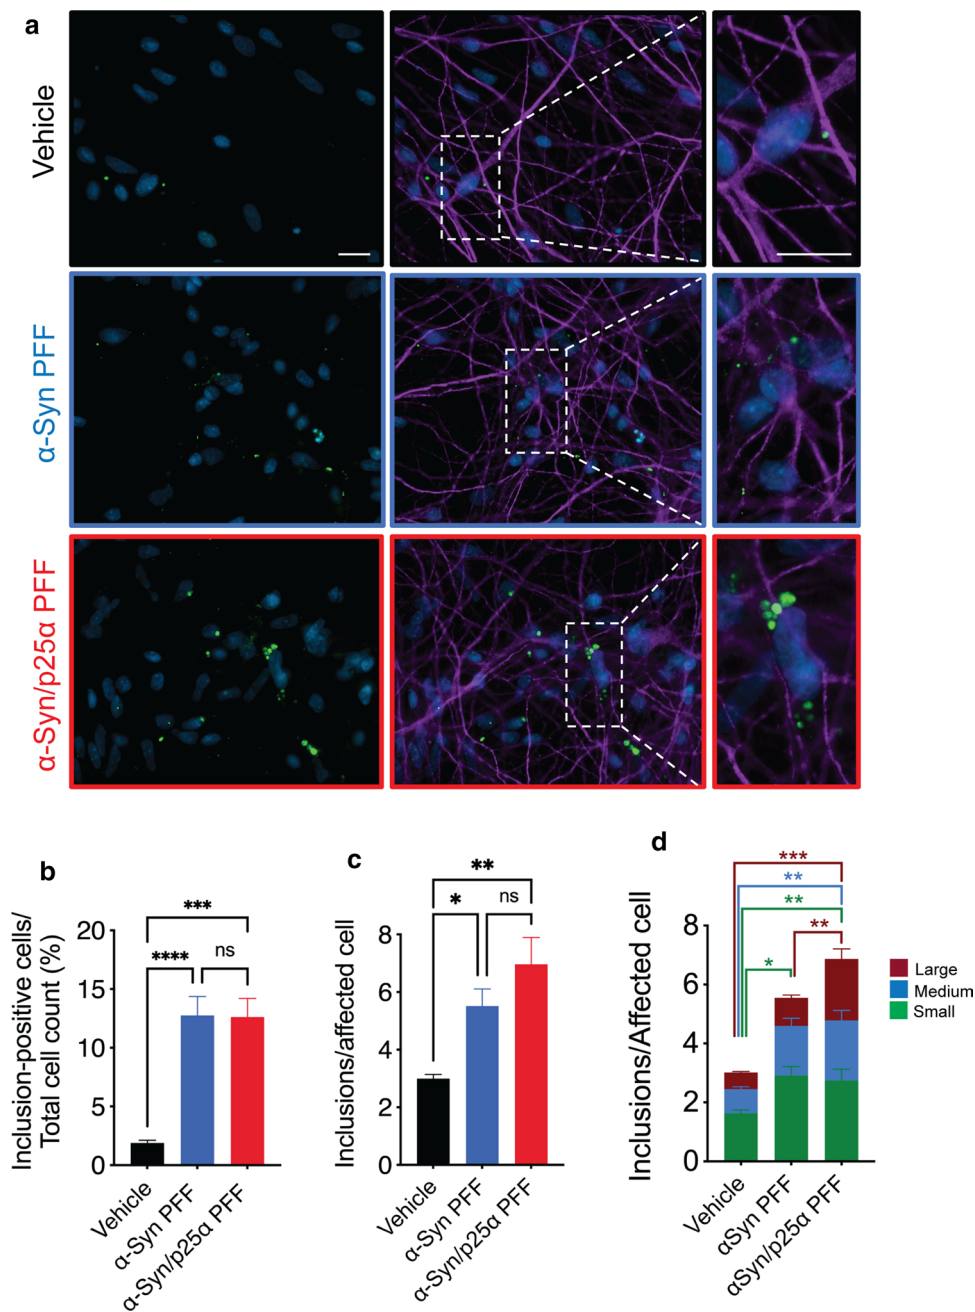 a
Vehicle
α-Syn PFF
α-Syn/p25α PFF
b
Inclusion-positive cells/
Total cell count (%)
20
15
10
5
0
***
****
ns
Vehicle
α-Syn PFF
α-Syn/p25α PFF
c
Inclusions/affected cell
8
6
4
2
0
**
*
ns
Vehicle
α-Syn PFF
α-Syn/p25α PFF
d
Inclusions/Affected cell
8
6
4
2
0
***
**
**
**
*
Large
Medium
Small
Vehicle
αSyn PFF
αSyn/p25α PFF